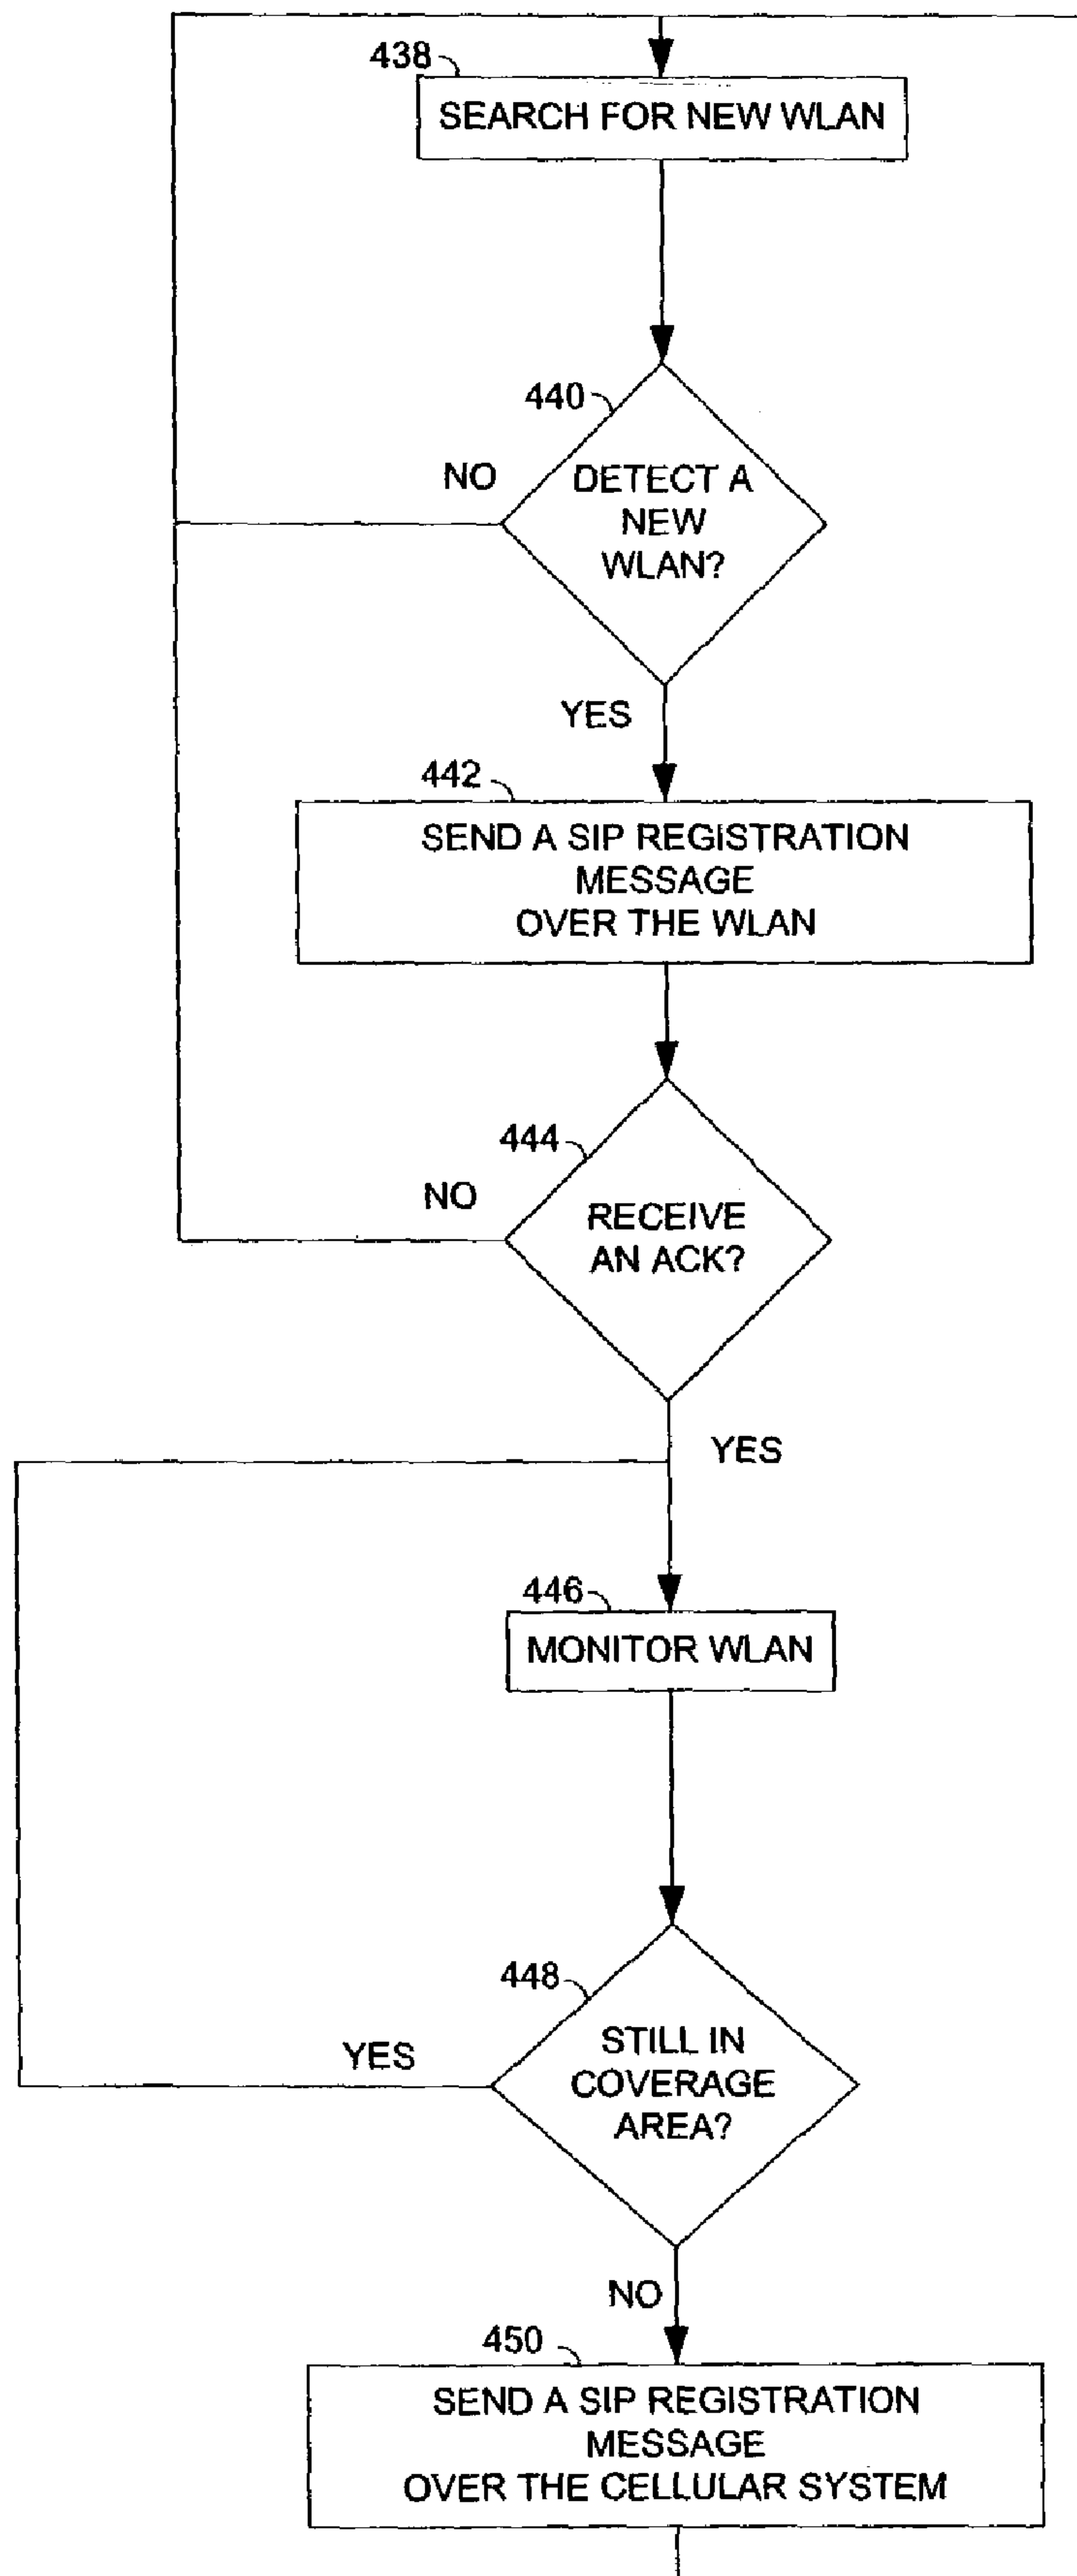 438
SEARCH FOR NEW WLAN
440
NO
DETECT A
NEW
WLAN?
YES
442
SEND A SIP REGISTRATION
MESSAGE
OVER THE WLAN
444
NO
RECEIVE
AN ACK?
YES
446
MONITOR WLAN
448
YES
STILL IN
COVERAGE
AREA?
NO
450
SEND A SIP REGISTRATION
MESSAGE
OVER THE CELLULAR SYSTEM